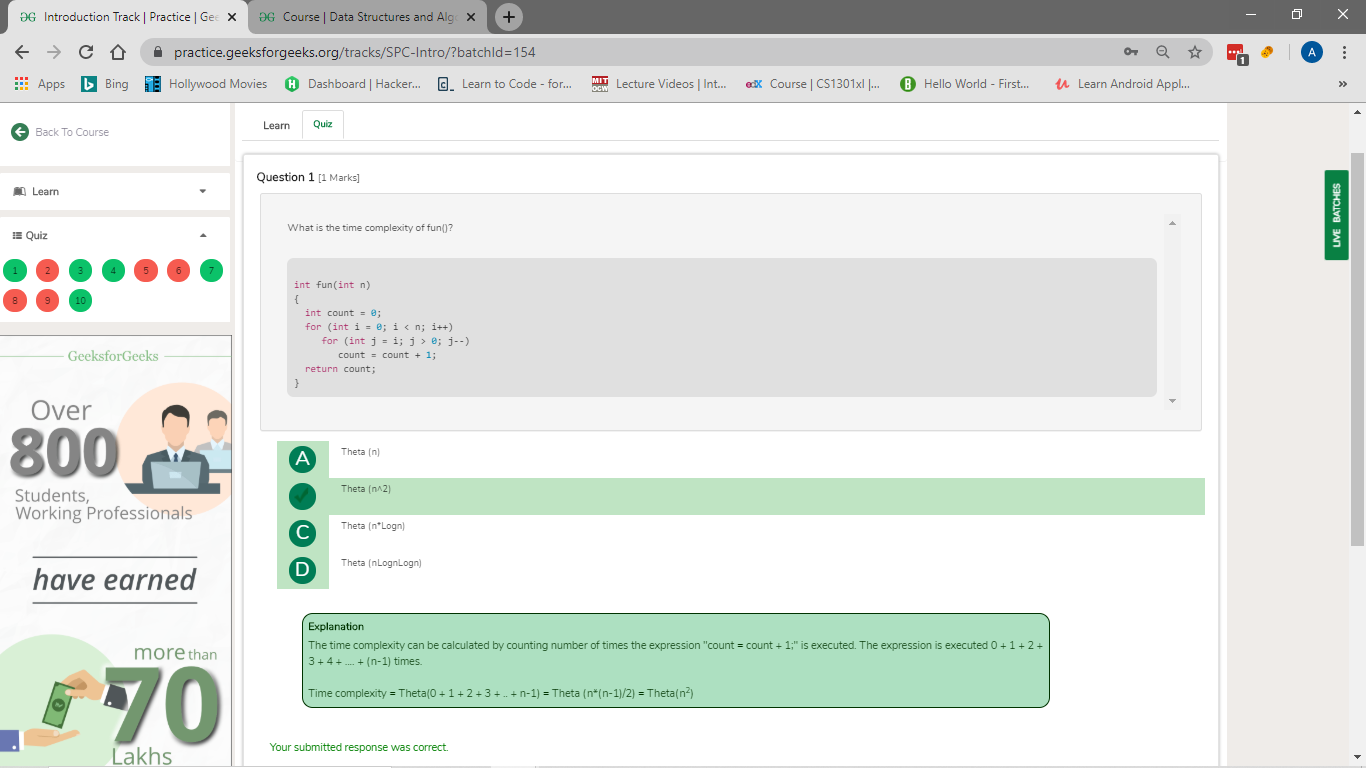 Introduction Track | Practice | Gee
Course | Data Structures and Algo
practice.geeksforgeeks.org/tracks/SPC-Intro/?batchId=154
1
A
Apps
Bing
Hollywood Movies
Dashboard | Hacker...
Learn to Code - for...
MIT
OCW
Lecture Videos | Int...
edX
Course | CS1301xI |...
Hello World - First...
Learn Android Appl...
»
Back To Course
Learn
Quiz
Learn
Quiz
1 2 3 4 5 6 7
8 9 10
GeeksforGeeks
Over
800
Students,
Working Professionals
have earned
more than
70
Lakhs
Question 1 [1 Marks]
What is the time complexity of fun()?
int fun(int n)
{
int count = 0;
for (int i = 0; i < n; i++)
for (int j = i; j > 0; j--)
count = count + 1;
return count;
}
A Theta (n)
Theta (n^2)
C Theta (n*Logn)
D Theta (nLognLogn)
Explanation
The time complexity can be calculated by counting number of times the expression "count = count + 1;" is executed. The expression is executed 0 + 1 + 2 +
3 + 4 + .... + (n-1) times.
Time complexity = Theta(0 + 1 + 2 + 3 + .. + n-1) = Theta (n*(n-1)/2) = Theta(n²)
Your submitted response was correct.
LIVE BATCHES